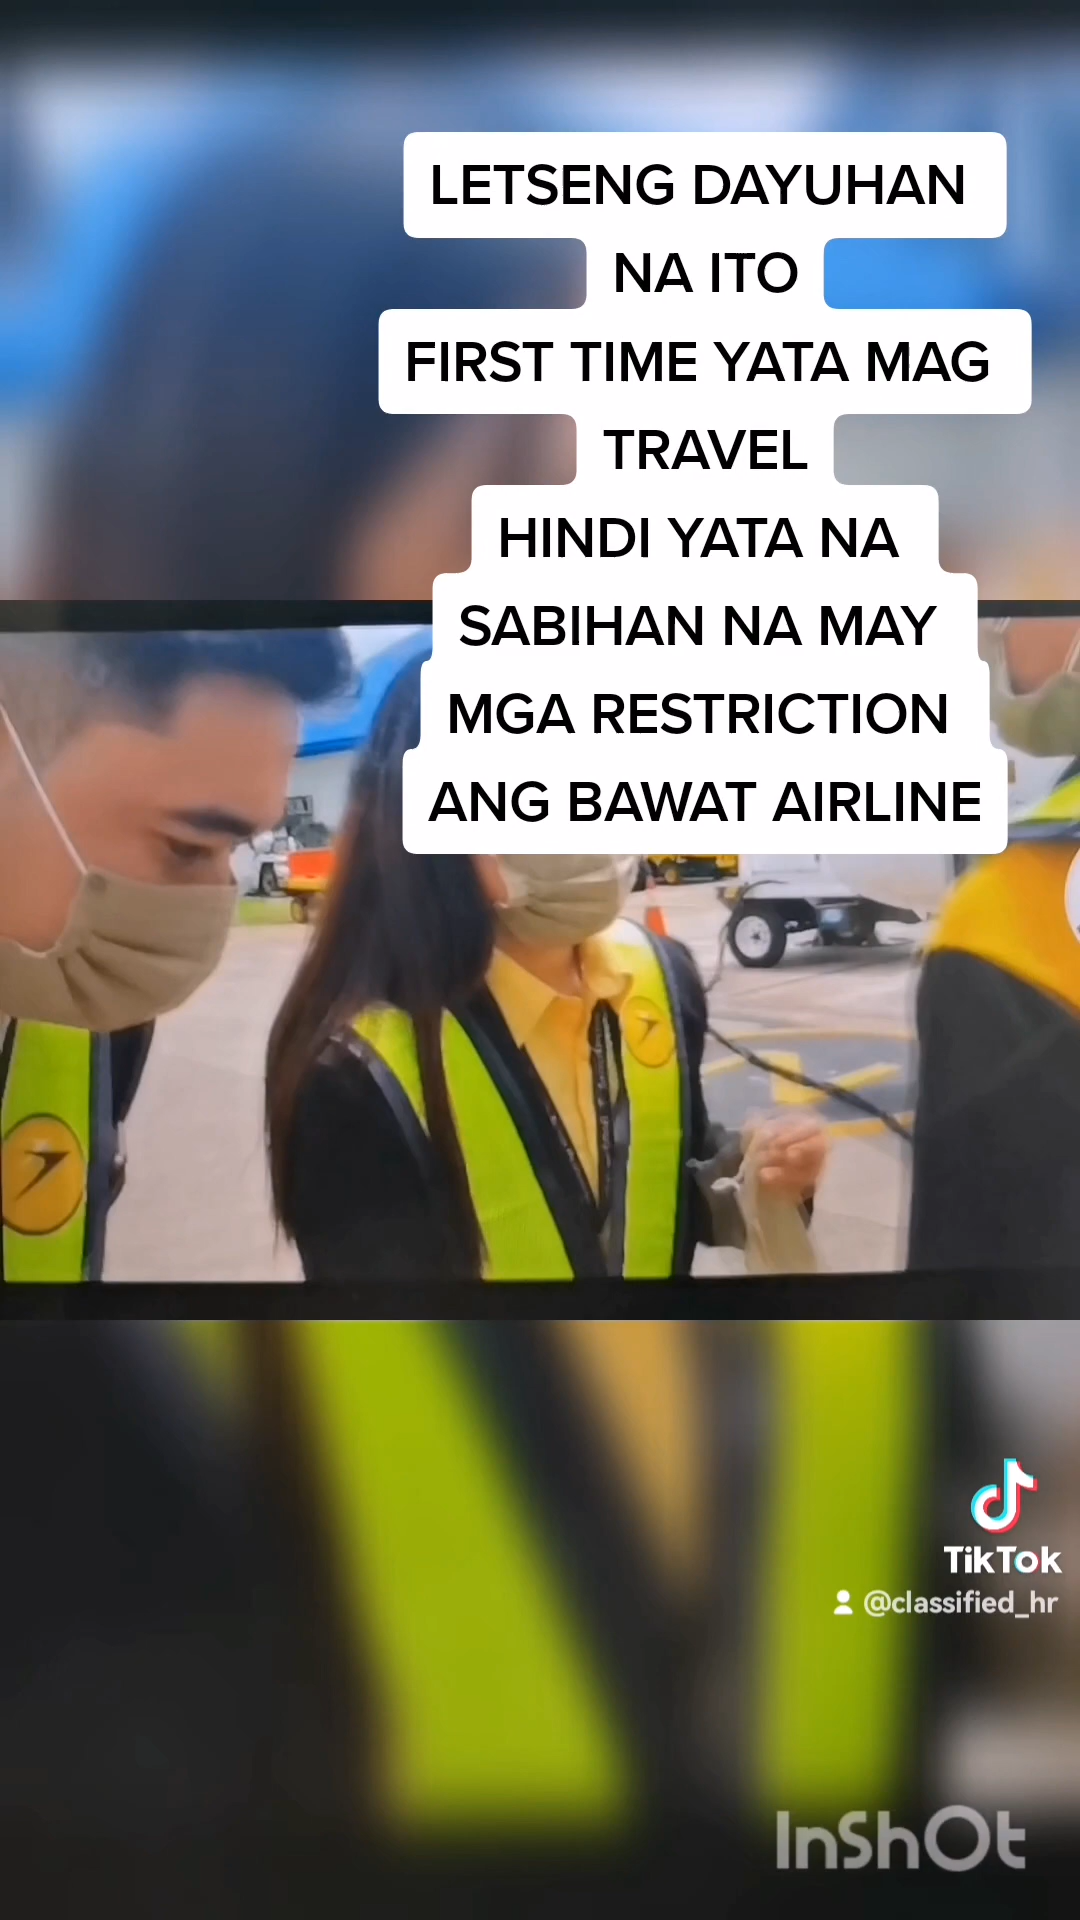 LETSENG DAYUHAN
NA ITO
FIRST TIME YATA MAG
TRAVEL
HINDI YATA NA
SABIHAN NA MAY
MGA RESTRICTION
ANG BAWAT AIRLINE
TikTok
@classified_hr
InShOt